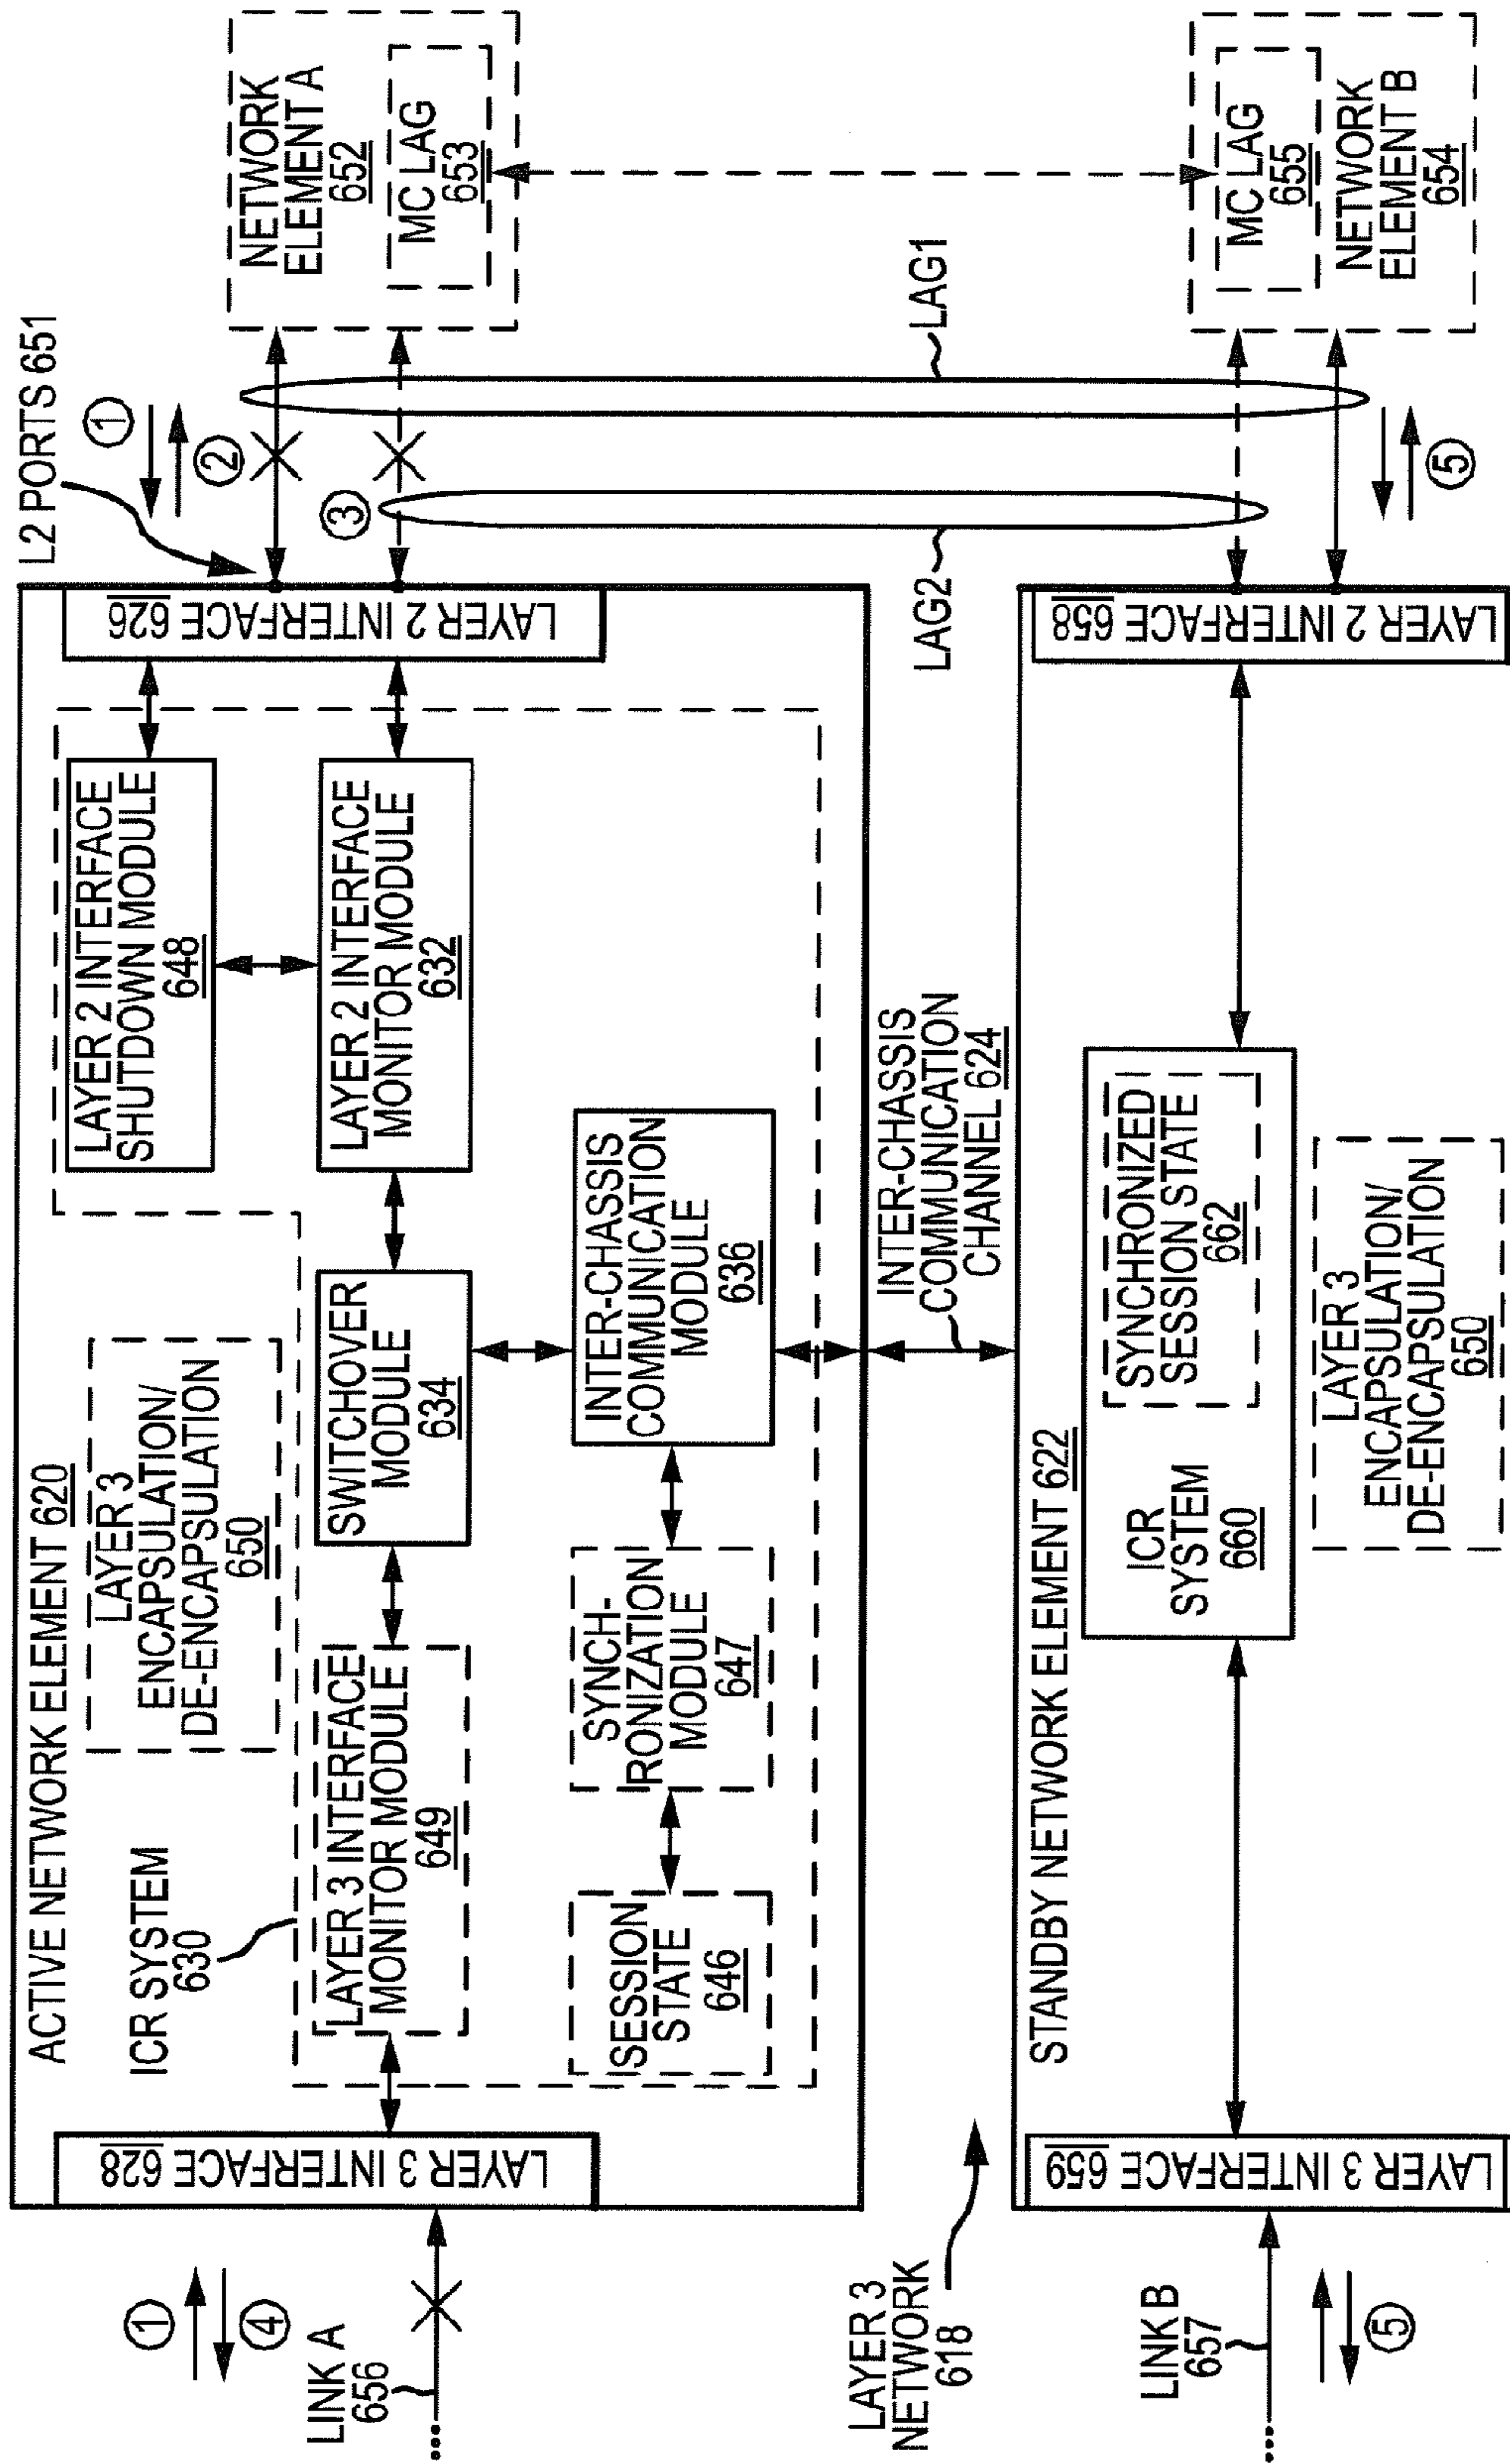 L2 PORTS 651
1
2
3
NETWORK
ELEMENT A
652
MC LAG
653
LAG1
LAG2
MC LAG
655
NETWORK
ELEMENT B
654
5
ACTIVE NETWORK ELEMENT 620
ICR SYSTEM
630
LAYER 3
ENCAPSULATION/
DE-ENCAPSULATION
650
LAYER 2 INTERFACE
SHUTDOWN MODULE
648
LAYER 2 INTERFACE 626
LAYER 3 INTERFACE
MONITOR MODULE
649
SWITCHOVER
MODULE
634
LAYER 2 INTERFACE
MONITOR MODULE
632
SESSION
STATE
646
SYNCH-
RONIZATION
MODULE
647
INTER-CHASSIS
COMMUNICATION
MODULE
636
LAYER 3 INTERFACE 628
1
4
LINK A
656
LAYER 3
NETWORK
618
INTER-CHASSIS
COMMUNICATION
CHANNEL 624
STANDBY NETWORK ELEMENT 622
ICR
SYSTEM
660
SYNCHRONIZED
SESSION STATE
662
LAYER 3
ENCAPSULATION/
DE-ENCAPSULATION
650
LAYER 2 INTERFACE 658
LAYER 3 INTERFACE 659
LINK B
657
5